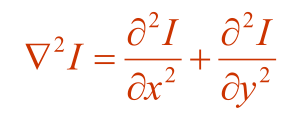 ∇²I = ∂²I/∂x² + ∂²I/∂y²